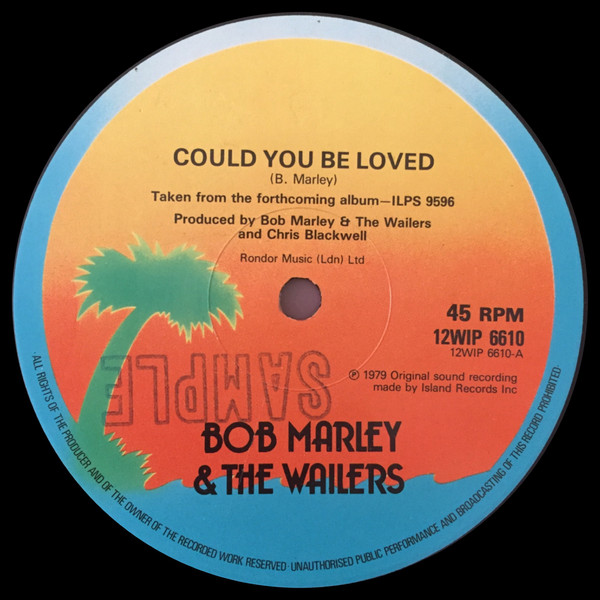 COULD YOU BE LOVED
(B. Marley)
Taken from the forthcoming album—ILPS 9596
Produced by Bob Marley & The Wailers
and Chris Blackwell
Rondor Music (Ldn) Ltd
45 RPM
12WIP 6610
12WIP 6610-A
℗ 1979 Original sound recording
made by Island Records Inc
SAMPLE
BOB MARLEY
& THE WAILERS
·ALL RIGHTS OF THE PRODUCER AND OF THE OWNER OF THE RECORDED WORK RESERVED·UNAUTHORISED PUBLIC PERFORMANCE AND BROADCASTING OF THIS RECORD PROHIBITED